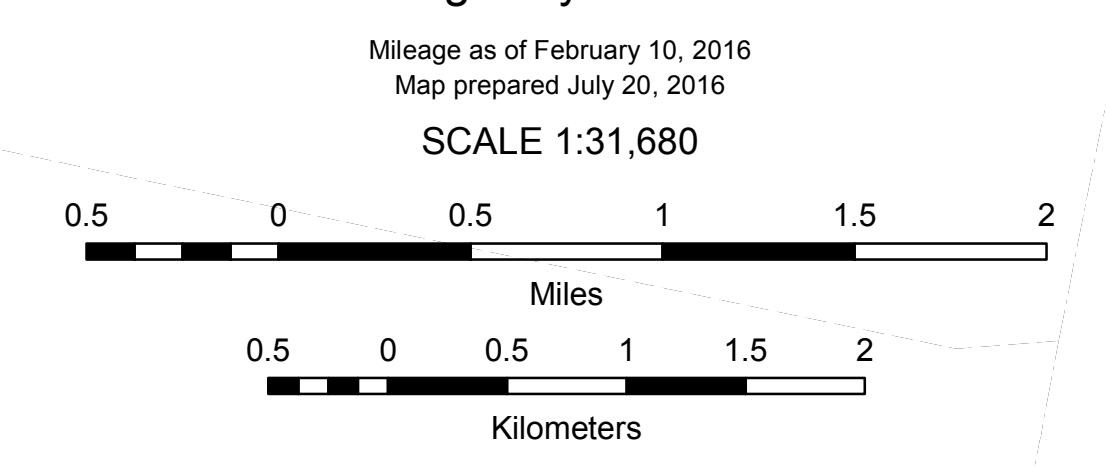 Mileage as of February 10, 2016
Map prepared July 20, 2016
SCALE 1:31,680
0.5 0 0.5 1 1.5 2
Miles
0.5 0 0.5 1 1.5 2
Kilometers